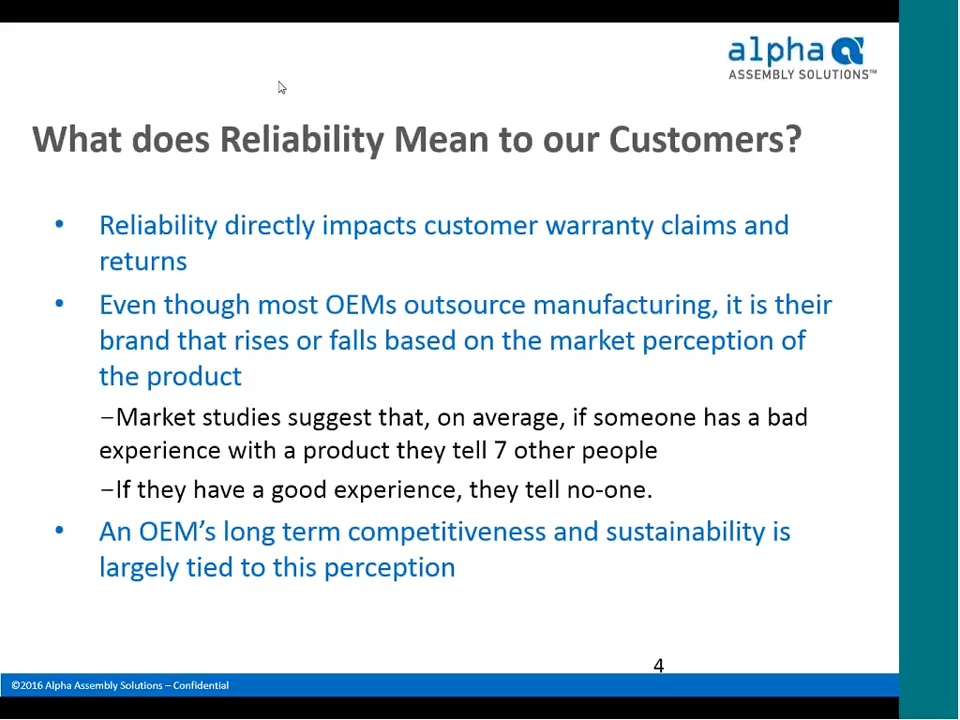 alpha
ASSEMBLY SOLUTIONS™
What does Reliability Mean to our Customers?
• Reliability directly impacts customer warranty claims and
returns
• Even though most OEMs outsource manufacturing, it is their
brand that rises or falls based on the market perception of
the product
–Market studies suggest that, on average, if someone has a bad
experience with a product they tell 7 other people
–If they have a good experience, they tell no-one.
• An OEM’s long term competitiveness and sustainability is
largely tied to this perception
4
©2016 Alpha Assembly Solutions – Confidential